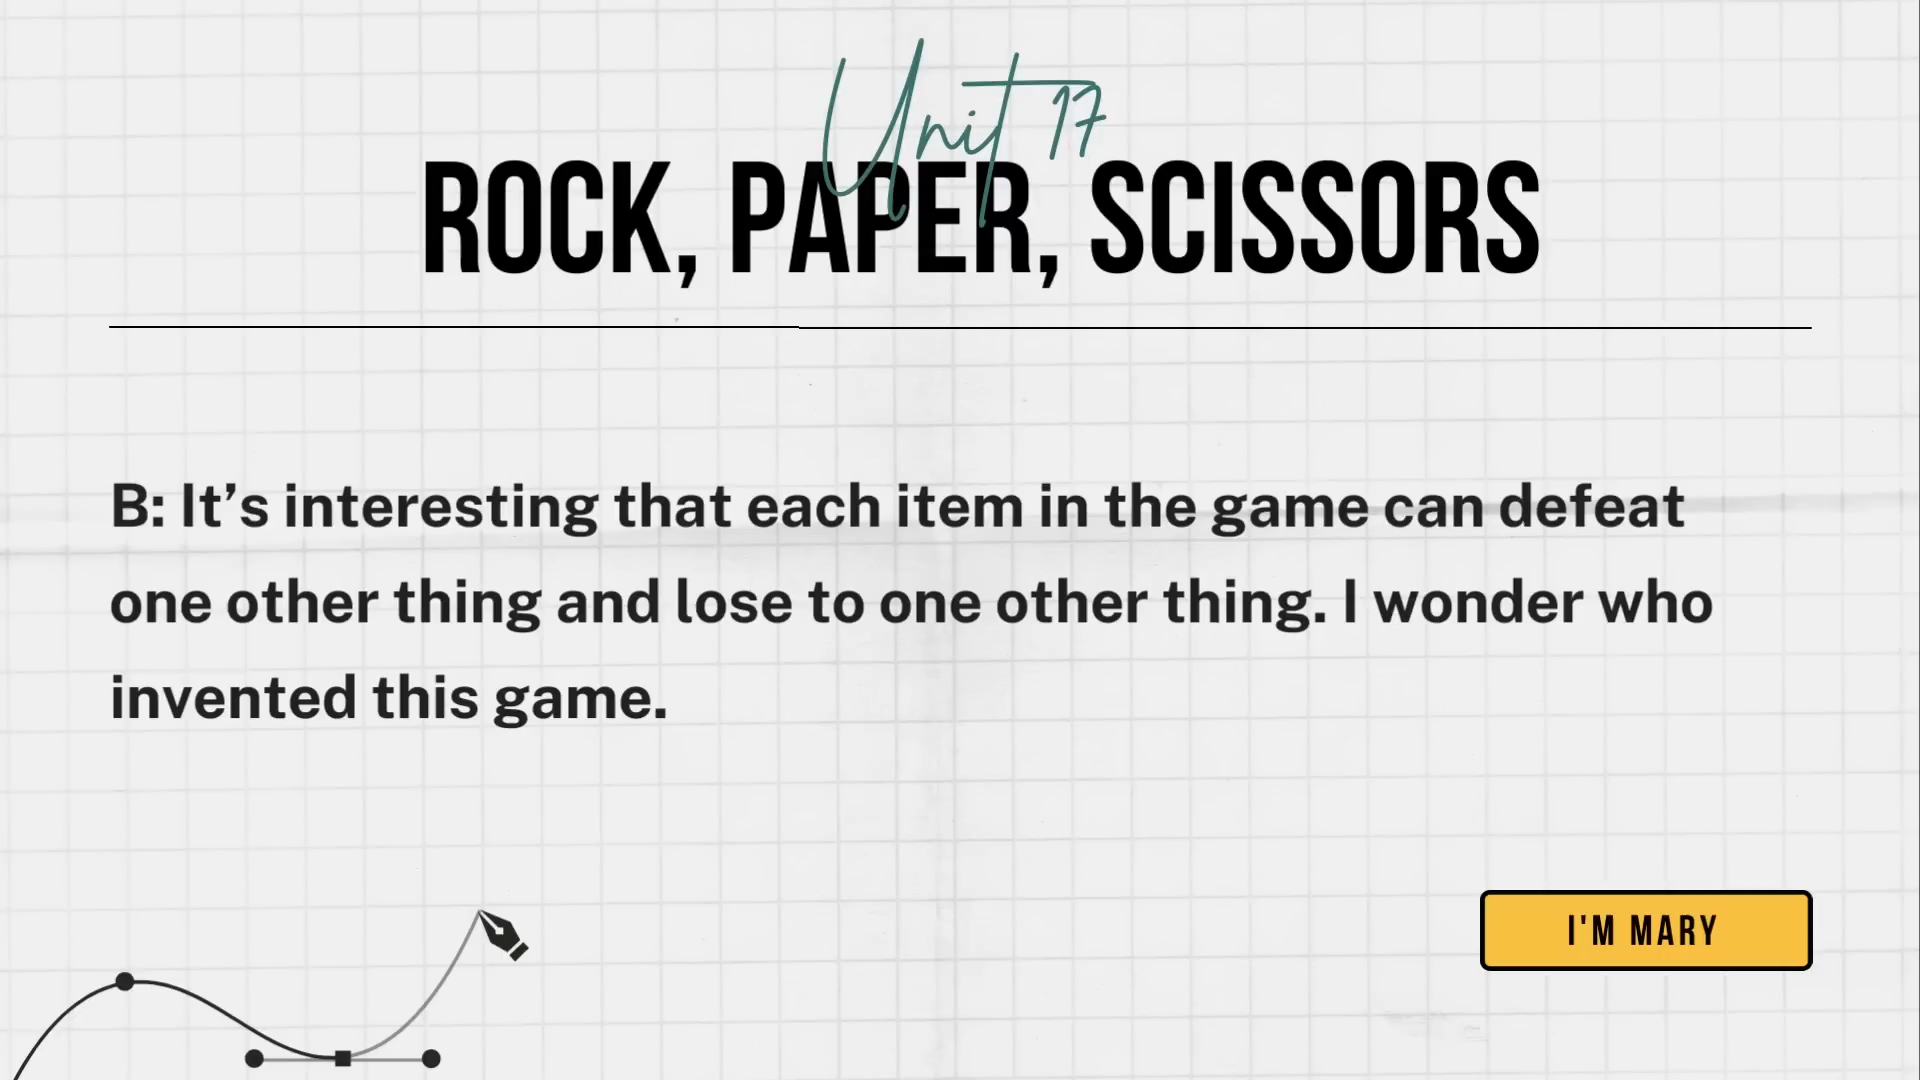 Unit 17
ROCK, PAPER, SCISSORS
B: It’s interesting that each item in the game can defeat
one other thing and lose to one other thing. I wonder who
invented this game.
I'M MARY